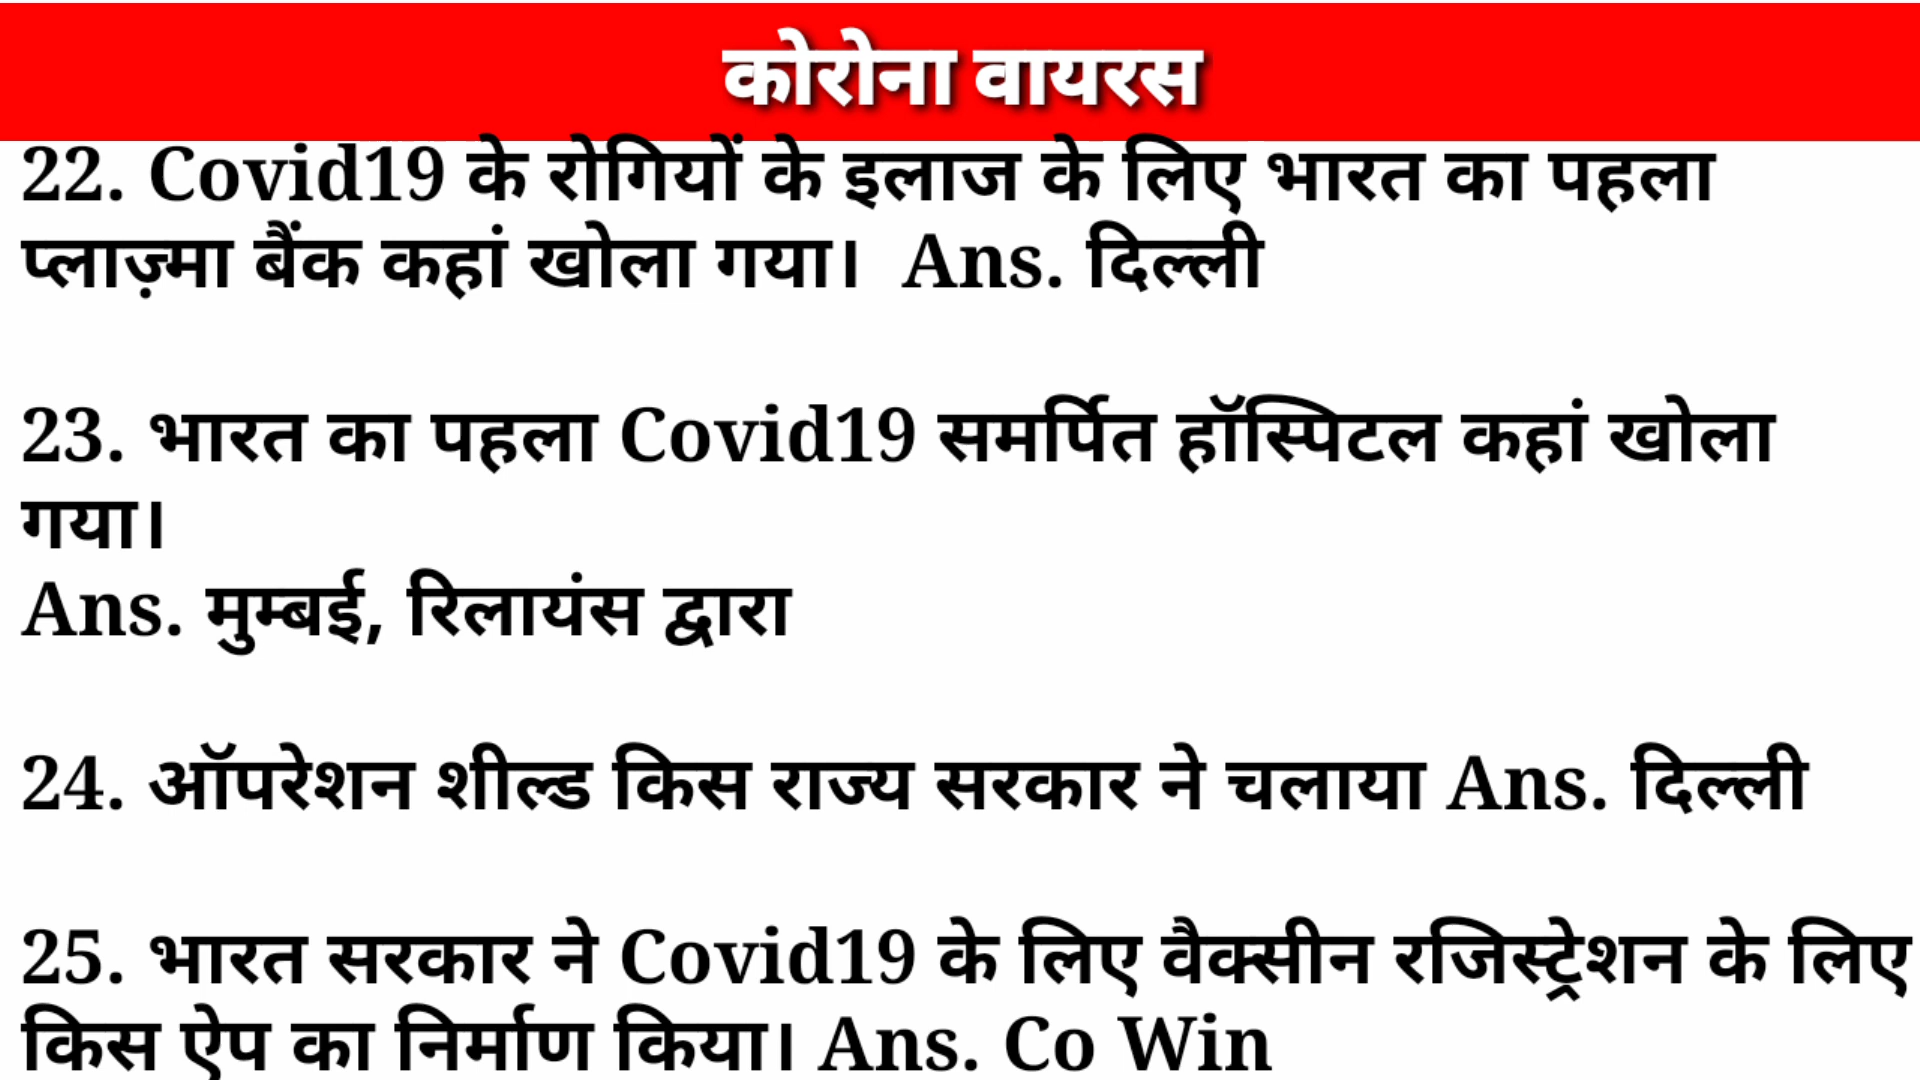 कोरोना वायरस
22. Covid19 के रोगियों के इलाज के लिए भारत का पहला
प्लाज़्मा बैंक कहां खोला गया। Ans. दिल्ली
23. भारत का पहला Covid19 समर्पित हॉस्पिटल कहां खोला
गया।
Ans. मुम्बई, रिलायंस द्वारा
24. ऑपरेशन शील्ड किस राज्य सरकार ने चलाया Ans. दिल्ली
25. भारत सरकार ने Covid19 के लिए वैक्सीन रजिस्ट्रेशन के लिए
किस ऐप का निर्माण किया। Ans. Co Win